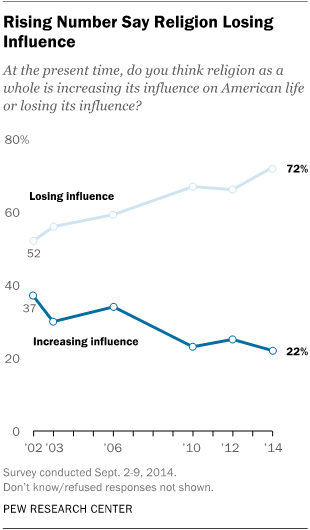 Rising Number Say Religion Losing
Influence
At the present time, do you think religion as a
whole is increasing its influence on American life
or losing its influence?
80%
72%
Losing influence
60
52
40
37
Increasing influence
22%
20
0
'02 '03 '06 '10 '12 '14
Survey conducted Sept. 2-9, 2014.
Don't know/refused responses not shown.
PEW RESEARCH CENTER